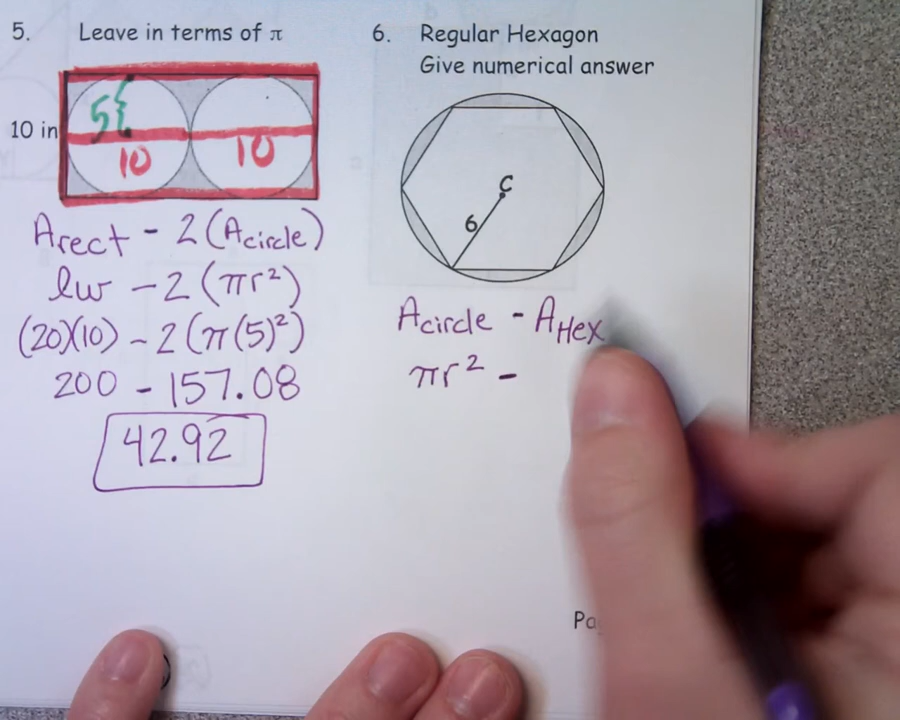 5. Leave in terms of π
10 in
5
10
10
Arect - 2(Acircle)
lw - 2(πr²)
(20)(10) - 2(π(5)²)
200 - 157.08
42.92
6. Regular Hexagon
Give numerical answer
C
6
Acircle - AHex
πr² -